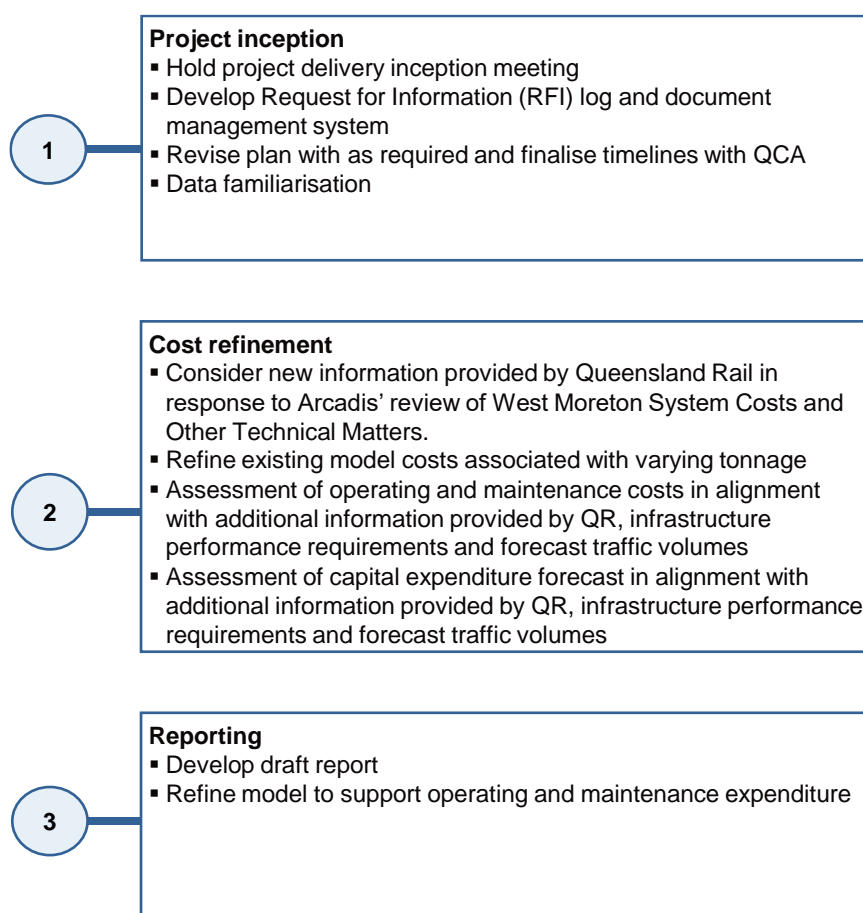 Project inception
▪ Hold project delivery inception meeting
▪ Develop Request for Information (RFI) log and document
management system
1
▪ Revise plan with as required and finalise timelines with QCA
▪ Data familiarisation
Cost refinement
▪ Consider new information provided by Queensland Rail in
response to Arcadis’ review of West Moreton System Costs and
Other Technical Matters.
▪ Refine existing model costs associated with varying tonnage
2
▪ Assessment of operating and maintenance costs in alignment
with additional information provided by QR, infrastructure
performance requirements and forecast traffic volumes
▪ Assessment of capital expenditure forecast in alignment with
additional information provided by QR, infrastructure performance
requirements and forecast traffic volumes
Reporting
▪ Develop draft report
▪ Refine model to support operating and maintenance expenditure
3